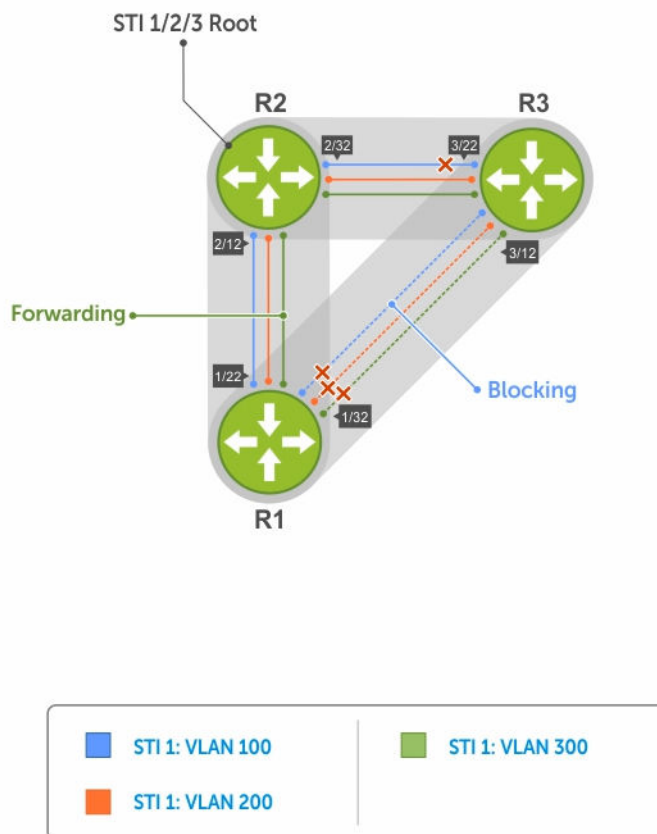 STI 1/2/3 Root
R2
R3
2/32
3/22
2/12
3/12
Forwarding
1/22
Blocking
1/32
R1
STI 1: VLAN 100
STI 1: VLAN 300
STI 1: VLAN 200